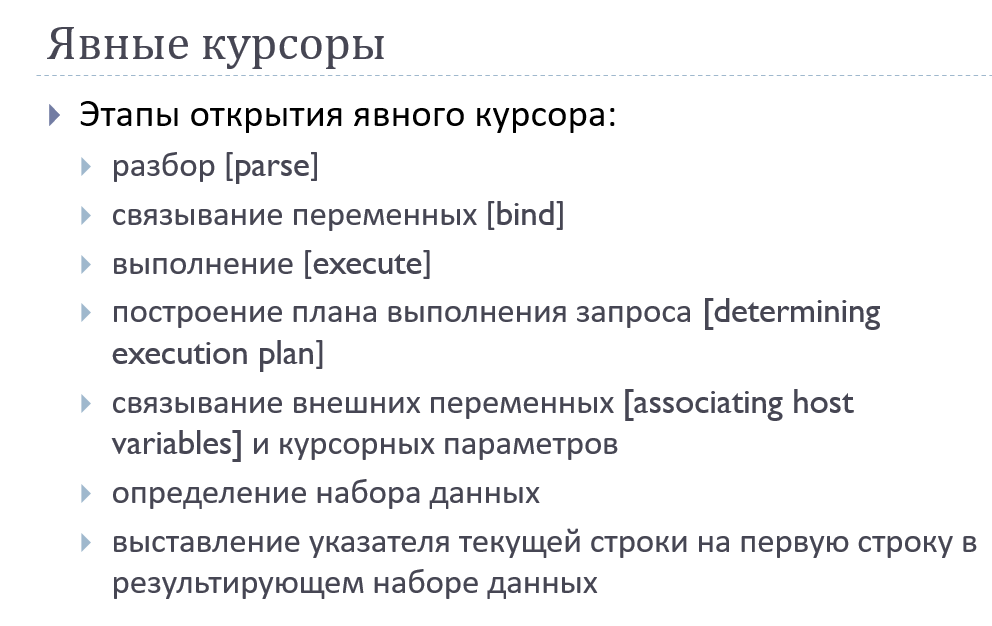 Явные курсоры
Этапы открытия явного курсора:
разбор [parse]
связывание переменных [bind]
выполнение [execute]
построение плана выполнения запроса [determining
execution plan]
связывание внешних переменных [associating host
variables] и курсорных параметров
определение набора данных
выставление указателя текущей строки на первую строку в
результирующем наборе данных